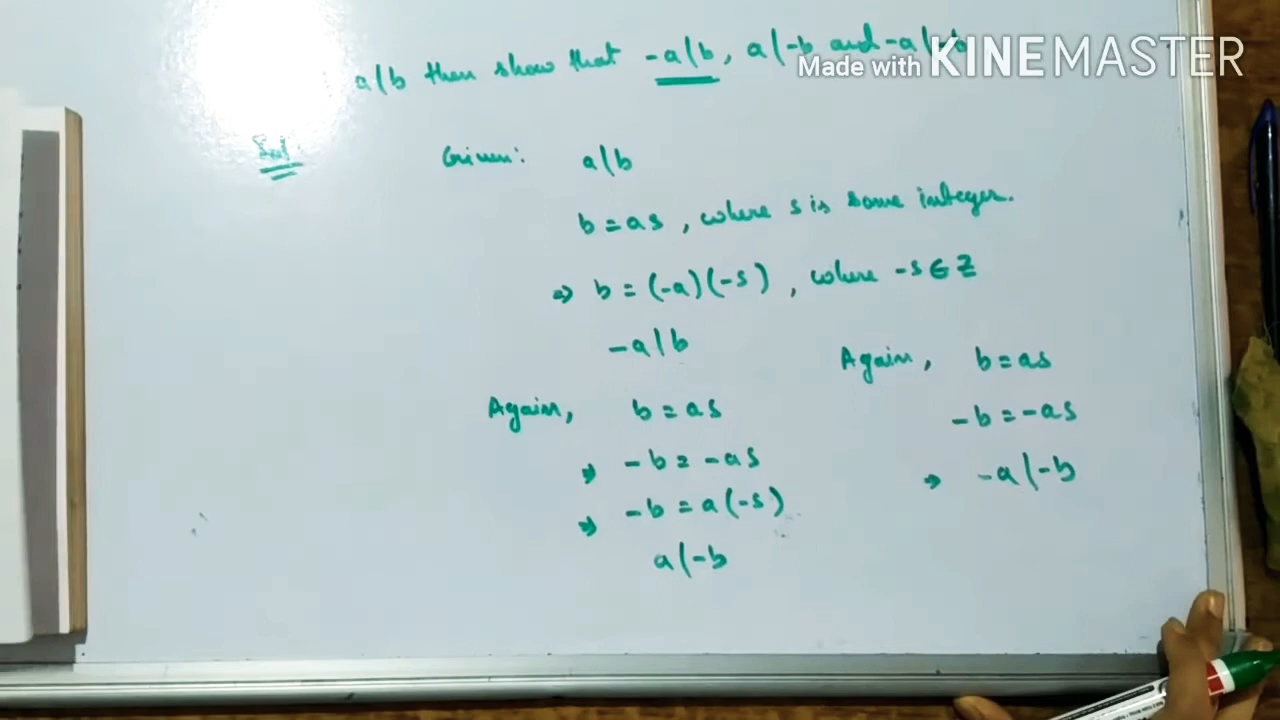 a|b then show that -a|b, a|-b and -a|-b
Made with KINEMASTER
Sol.
Given: a|b
b = as, where s is some integer.
⇒ b = (-a)(-s), where -s ∈ Z
-a|b
Again, b = as
⇒ -b = -as
⇒ -b = a(-s)
a|-b
Again, b = as
-b = -as
⇒ -a|-b